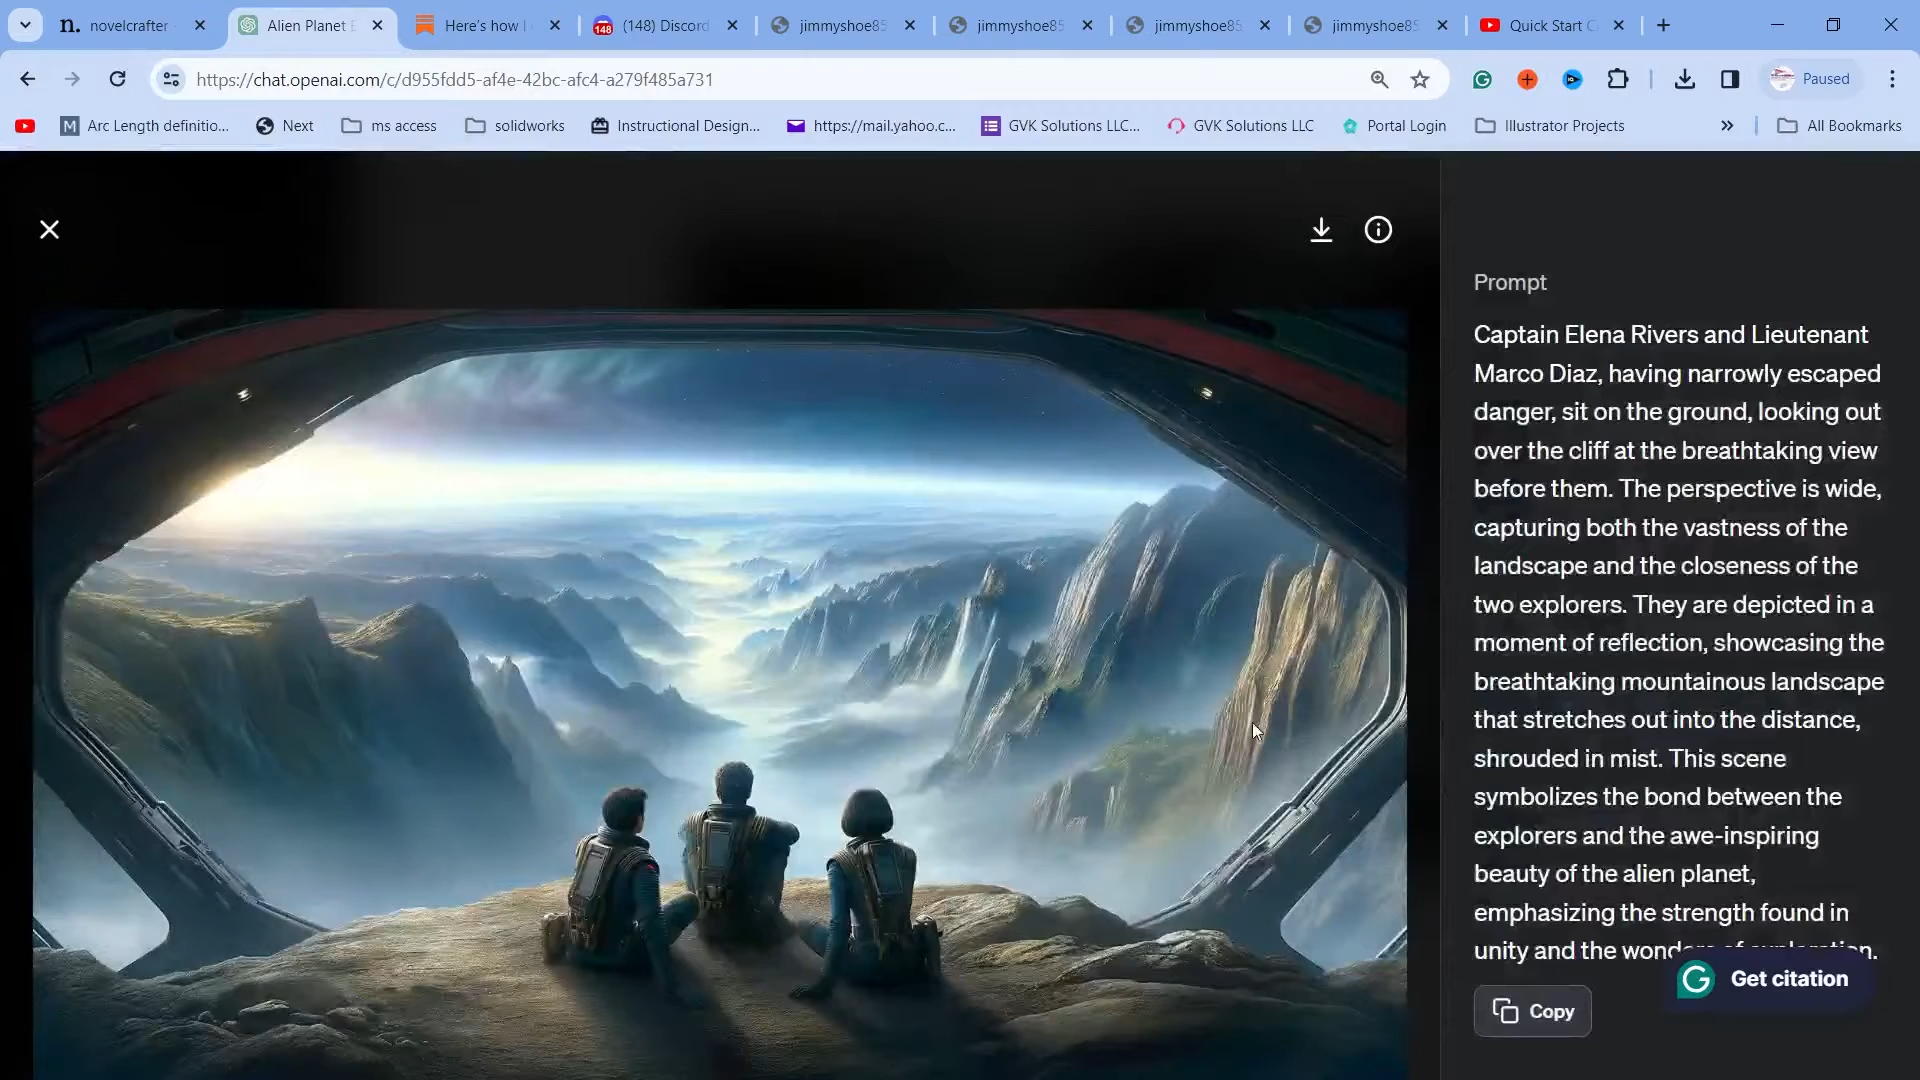 n. novelcrafter
Alien Planet E
Here's how I
(148) Discord
jimmyshoe85
jimmyshoe85
jimmyshoe85
jimmyshoe85
Quick Start C
https://chat.openai.com/c/d955fdd5-af4e-42bc-afc4-a279f485a731
Paused
M Arc Length definitio...
Next
ms access
solidworks
Instructional Design...
https://mail.yahoo.c...
GVK Solutions LLC...
GVK Solutions LLC
Portal Login
Illustrator Projects
All Bookmarks
Prompt
Captain Elena Rivers and Lieutenant
Marco Diaz, having narrowly escaped
danger, sit on the ground, looking out
over the cliff at the breathtaking view
before them. The perspective is wide,
capturing both the vastness of the
landscape and the closeness of the
two explorers. They are depicted in a
moment of reflection, showcasing the
breathtaking mountainous landscape
that stretches out into the distance,
shrouded in mist. This scene
symbolizes the bond between the
explorers and the awe-inspiring
beauty of the alien planet,
emphasizing the strength found in
unity and the
Get citation
Copy